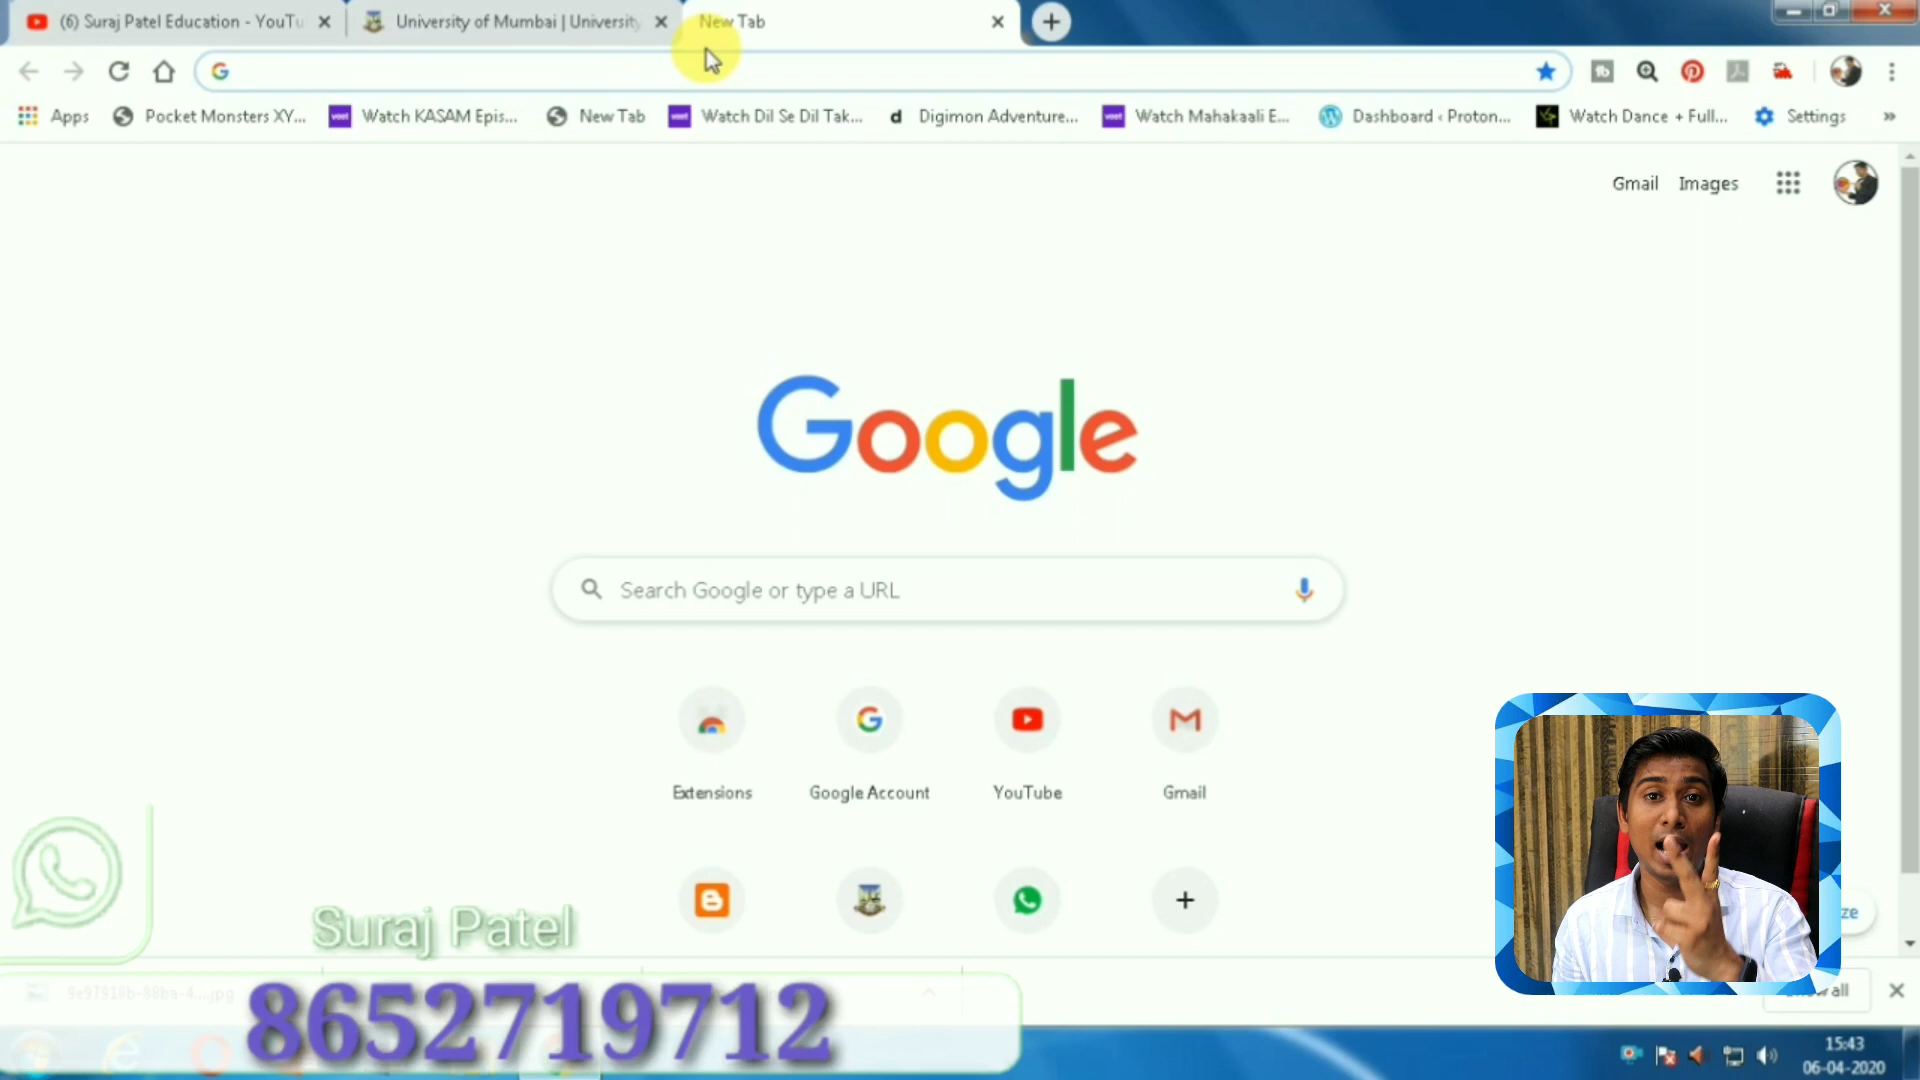 (6) Suraj Patel Education - YouTu
University of Mumbai | University
New Tab
Apps
Pocket Monsters XY...
Watch KASAM Epis...
New Tab
Watch Dil Se Dil Tak...
Digimon Adventure...
Watch Mahakaali E...
Dashboard ‹ Proton...
Watch Dance + Full...
Settings
Gmail
Images
Google
Search Google or type a URL
Extensions
Google Account
YouTube
Gmail
Suraj Patel
8652719712
15:43
06-04-2020